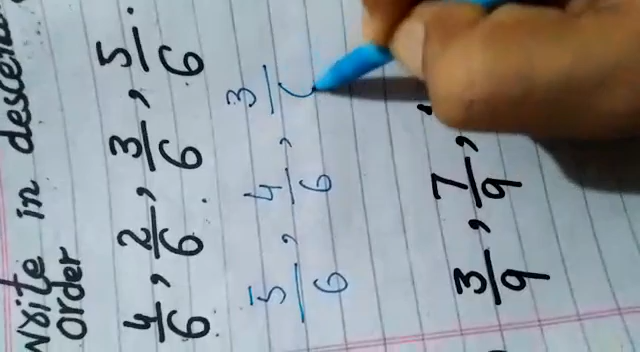 Write in descen
order
4/6, 2/6, 3/6, 5/6.
5/6, 4/6, 3/
3/9, 7/9,